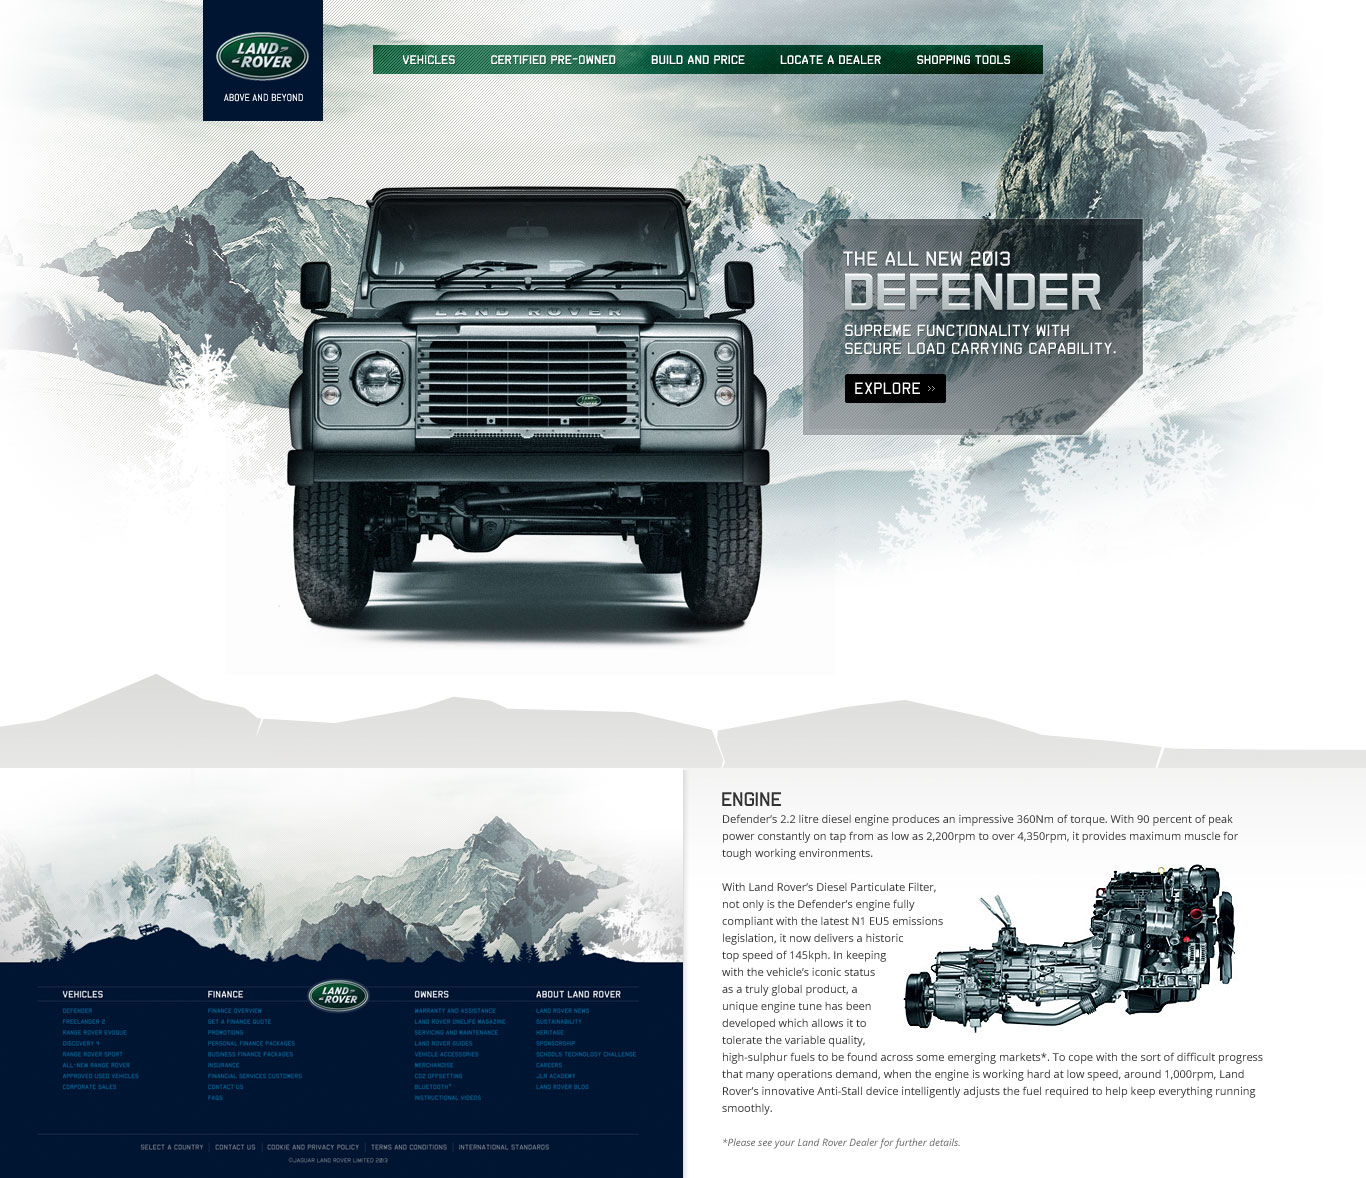 LAND
ROVER
ABOVE AND BEYOND
VEHICLES
CERTIFIED PRE-OWNED
BUILD AND PRICE
LOCATE A DEALER
SHOPPING TOOLS
LAND ROVER
LAND
ROVER
THE ALL NEW 2013
DEFENDER
SUPREME FUNCTIONALITY WITH
SECURE LOAD CARRYING CAPABILITY.
EXPLORE »
VEHICLES
DEFENDER
FREELANDER 2
RANGE ROVER EVOQUE
DISCOVERY 4
RANGE ROVER SPORT
ALL-NEW RANGE ROVER
APPROVED USED VEHICLES
CORPORATE SALES
FINANCE
FINANCE OVERVIEW
GET A FINANCE QUOTE
PROMOTIONS
PERSONAL FINANCE PACKAGES
BUSINESS FINANCE PACKAGES
INSURANCE
FINANCIAL SERVICES CUSTOMERS
CONTACT US
FAQS
LAND
ROVER
OWNERS
WARRANTY AND ASSISTANCE
LAND ROVER ONELIFE MAGAZINE
SERVICING AND MAINTENANCE
LAND ROVER GUIDES
VEHICLE ACCESSORIES
MERCHANDISE
CO2 OFFSETTING
BLUETOOTH™
INSTRUCTIONAL VIDEOS
ABOUT LAND ROVER
LAND ROVER NEWS
SUSTAINABILITY
HERITAGE
SPONSORSHIP
SCHOOLS TECHNOLOGY CHALLENGE
CAREERS
JLR ACADEMY
LAND ROVER BLOG
SELECT A COUNTRY | CONTACT US | COOKIE AND PRIVACY POLICY | TERMS AND CONDITIONS | INTERNATIONAL STANDARDS
©JAGUAR LAND ROVER LIMITED 2013
ENGINE
Defender's 2.2 litre diesel engine produces an impressive 360Nm of torque. With 90 percent of peak
power constantly on tap from as low as 2,200rpm to over 4,350rpm, it provides maximum muscle for
tough working environments.
With Land Rover's Diesel Particulate Filter,
not only is the Defender's engine fully
compliant with the latest N1 EU5 emissions
legislation, it now delivers a historic
top speed of 145kph. In keeping
with the vehicle's iconic status
as a truly global product, a
unique engine tune has been
developed which allows it to
tolerate the variable quality,
high-sulphur fuels to be found across some emerging markets*. To cope with the sort of difficult progress
that many operations demand, when the engine is working hard at low speed, around 1,000rpm, Land
Rover's innovative Anti-Stall device intelligently adjusts the fuel required to help keep everything running
smoothly.
*Please see your Land Rover Dealer for further details.